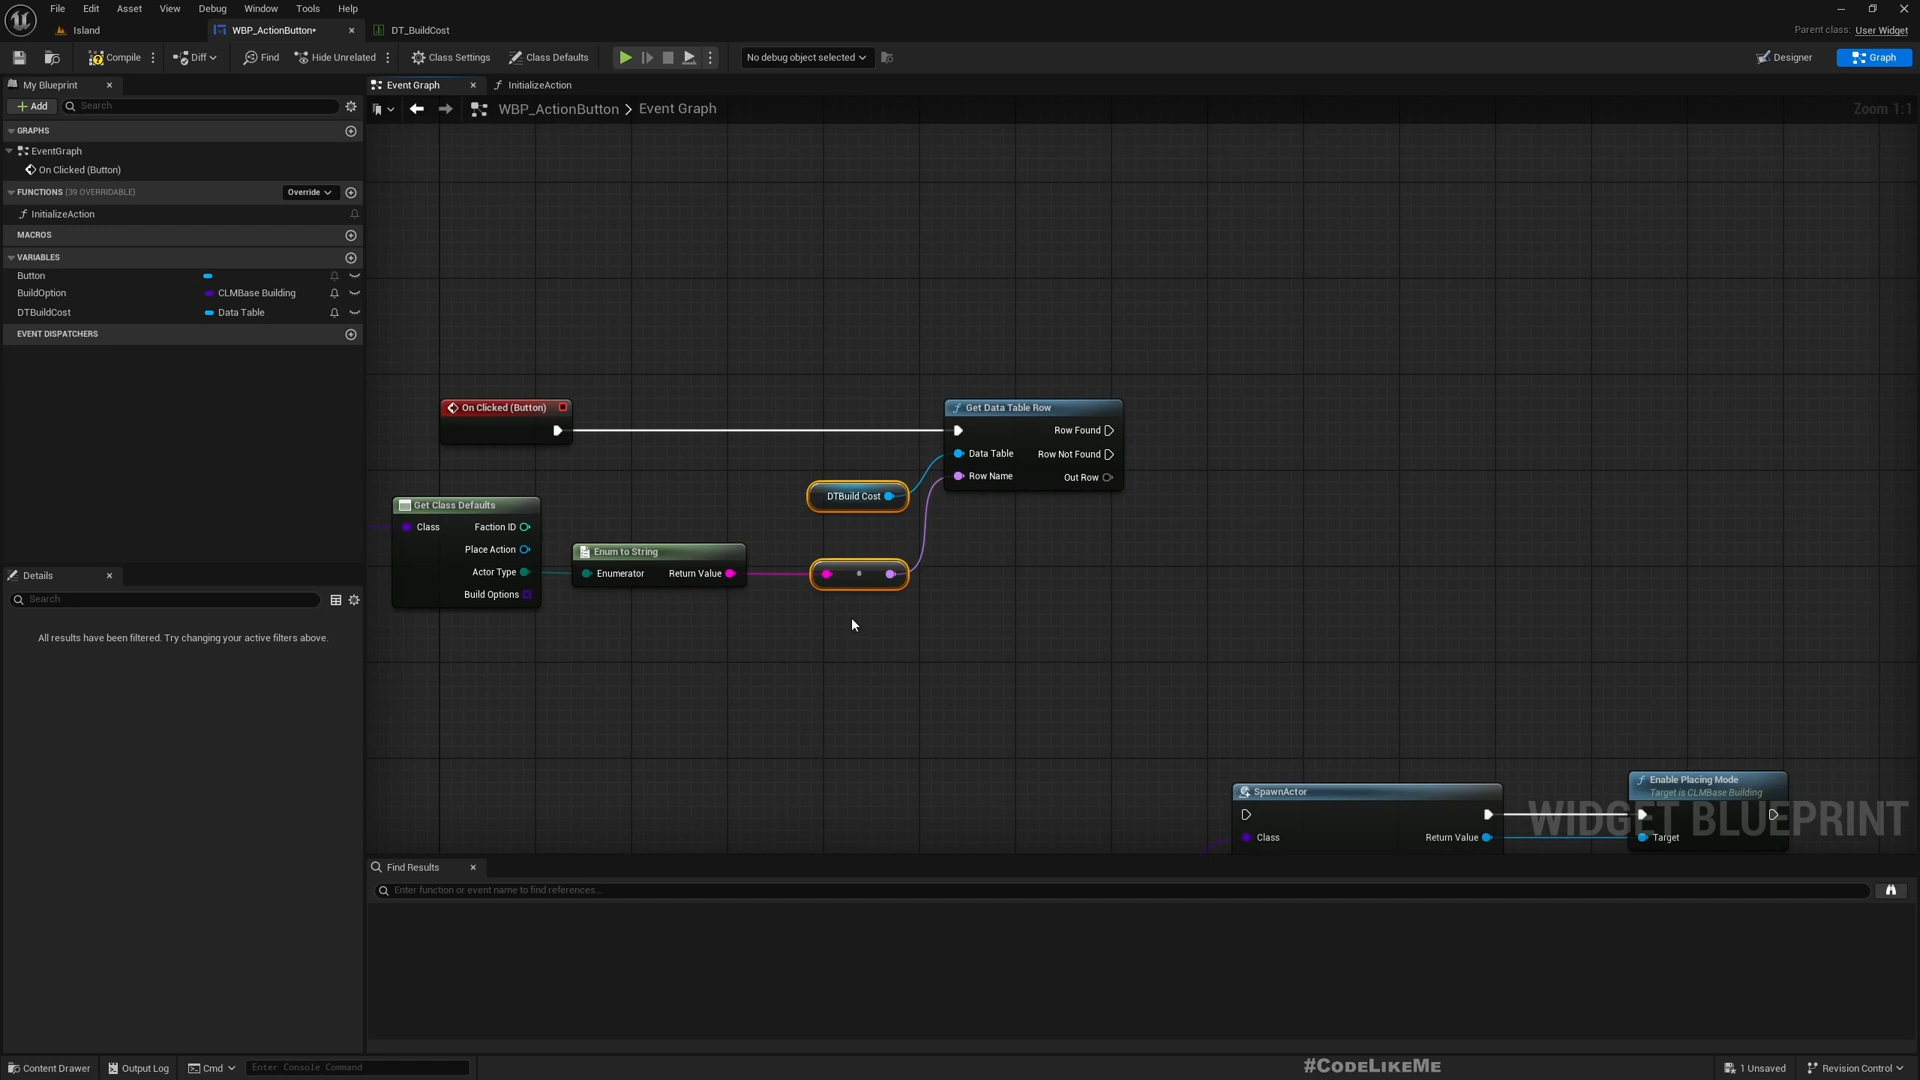 File Edit Asset View Window Debug Tools Help
Island
WBP_ActionButton*
DT_BuildCost
Parent class: User Widget
Compile
Diff
Find
Hide Unrelated
Class Settings
Class Defaults
No debug object selected
Designer
Graph
My Blueprint
Event Graph
InitializeAction
Add
Search
WBP_ActionButton > Event Graph
Zoom 1:1
GRAPHS
EventGraph
On Clicked (Button)
FUNCTIONS (39 OVERRIDABLE)
Override
InitializeAction
MACROS
VARIABLES
Button
BuildOption
CLMBase Building
DTBuildCost
Data Table
EVENT DISPATCHERS
On Clicked (Button)
Get Data Table Row
Row Found
Data Table
Row Not Found
Row Name
Out Row
DTBuild Cost
Get Class Defaults
Class
Faction ID
Place Action
Actor Type
Build Options
Enum to String
Enumerator
Return Value
Details
Search
All results have been filtered. Try changing your active filters above.
SpawnActor
Class
Return Value
Enable Placing Mode
Target is CLMBase Building
Target
WIDGET BLUEPRINT
Find Results
Enter function or event name to find references...
Content Drawer
Output Log
Cmd
Enter Console Command
#CODELIKEME
1 Unsaved
Revision Control